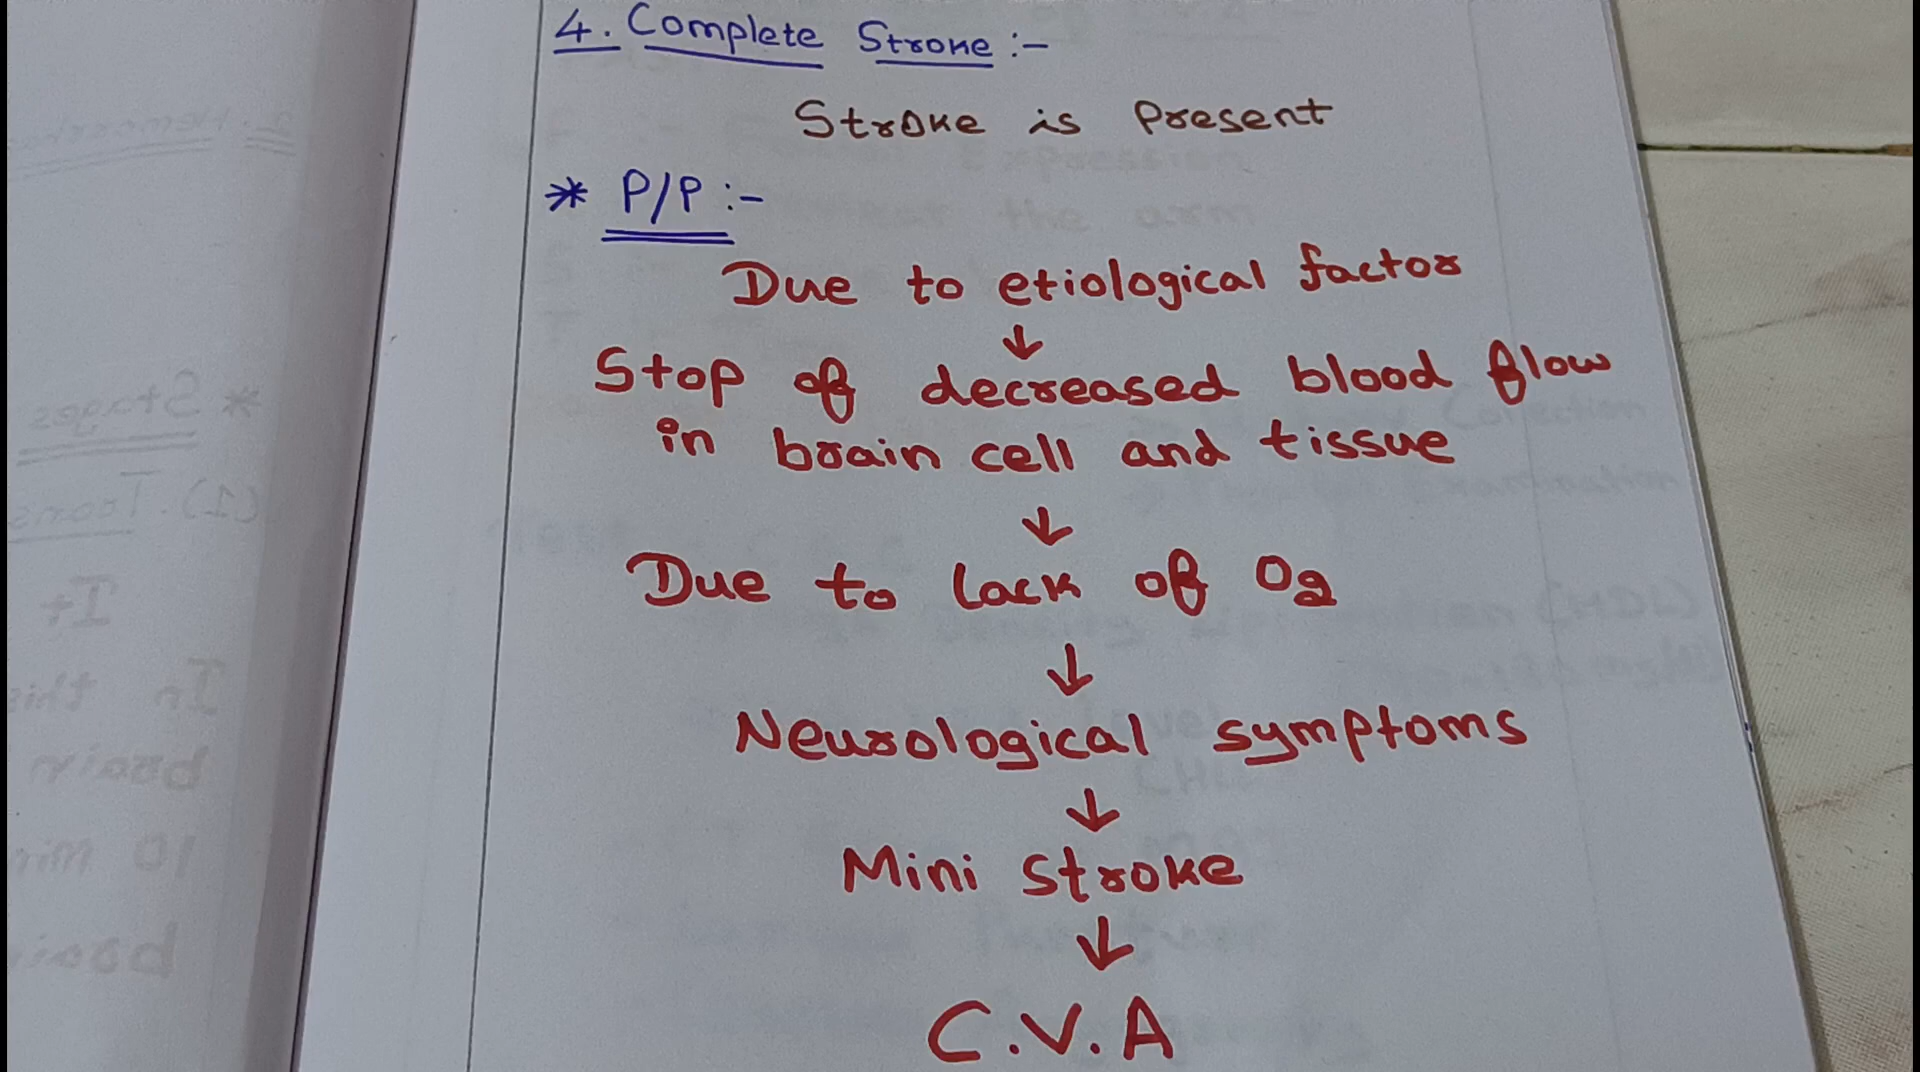 4. Complete Stroke :-
Stroke is Present
* P/P :-
Due to etiological factor
↓
Stop of decreased blood flow
in brain cell and tissue
↓
Due to lack of O2
↓
Neurological symptoms
↓
Mini stroke
↓
C.V.A